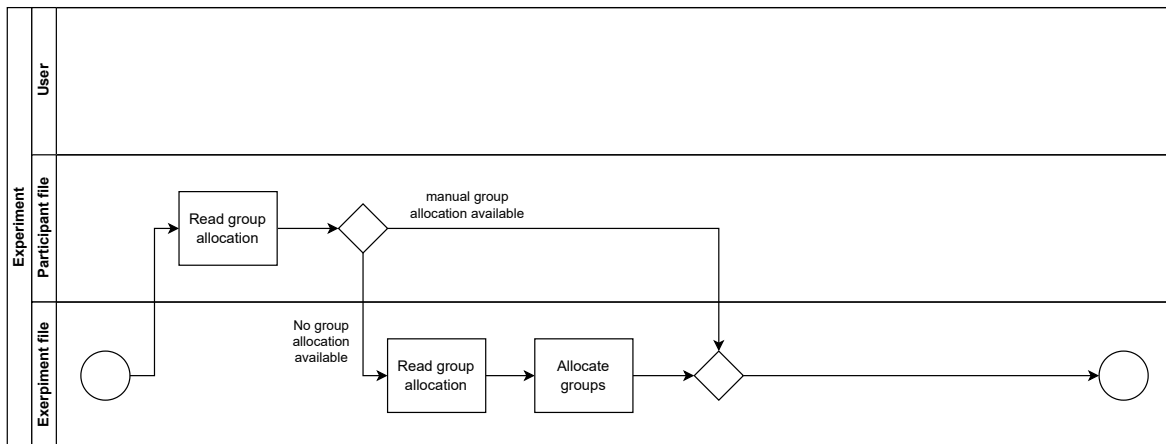 Experiment
User
Participant file
Exerpiment file
Read group
allocation
manual group
allocation available
No group
allocation
available
Read group
allocation
Allocate
groups